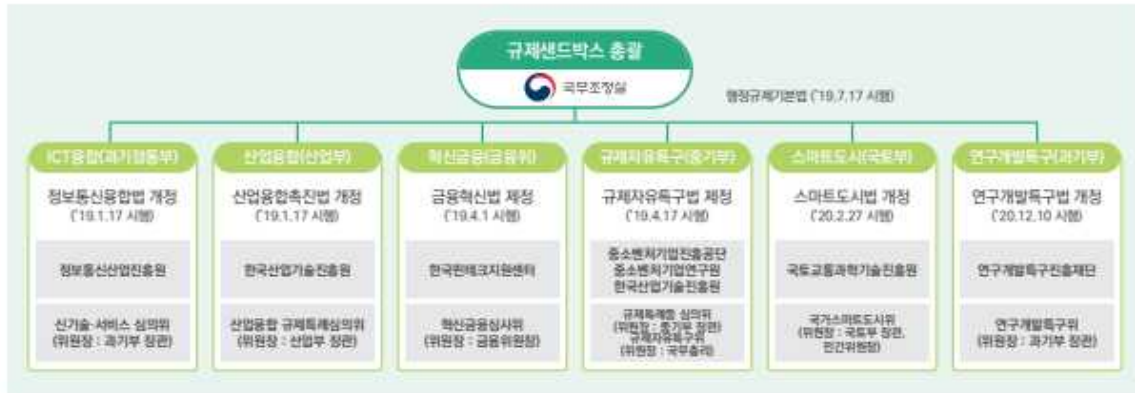 규제샌드박스 총괄
국무조정실
행정규제기본법 ('19.7.17 시행)
ICT융합(과기정통부)
정보통신융합법 개정
('19.1.17 시행)
정보통신산업진흥원
신기술·서비스 심의위
(위원장 : 과기부 장관)
산업융합(산업부)
산업융합촉진법 개정
('19.1.17 시행)
한국산업기술진흥원
산업융합 규제특례심의위
(위원장 : 산업부 장관)
혁신금융(금융위)
금융혁신법 제정
('19.4.1 시행)
한국핀테크지원센터
혁신금융심사위
(위원장 : 금융위원장)
규제자유특구(중기부)
규제자유특구법 제정
('19.4.17 시행)
중소벤처기업진흥공단
중소벤처기업연구원
한국산업기술진흥원
규제특례등 심의위
(위원장 : 중기부 장관)
규제자유특구위
(위원장 : 국무총리)
스마트도시(국토부)
스마트도시법 개정
('20.2.27 시행)
국토교통과학기술진흥원
국가스마트도시위
(위원장 : 국토부 장관,
민간위원장)
연구개발특구(과기부)
연구개발특구법 개정
('20.12.10 시행)
연구개발특구진흥재단
연구개발특구위
(위원장 : 과기부 장관)